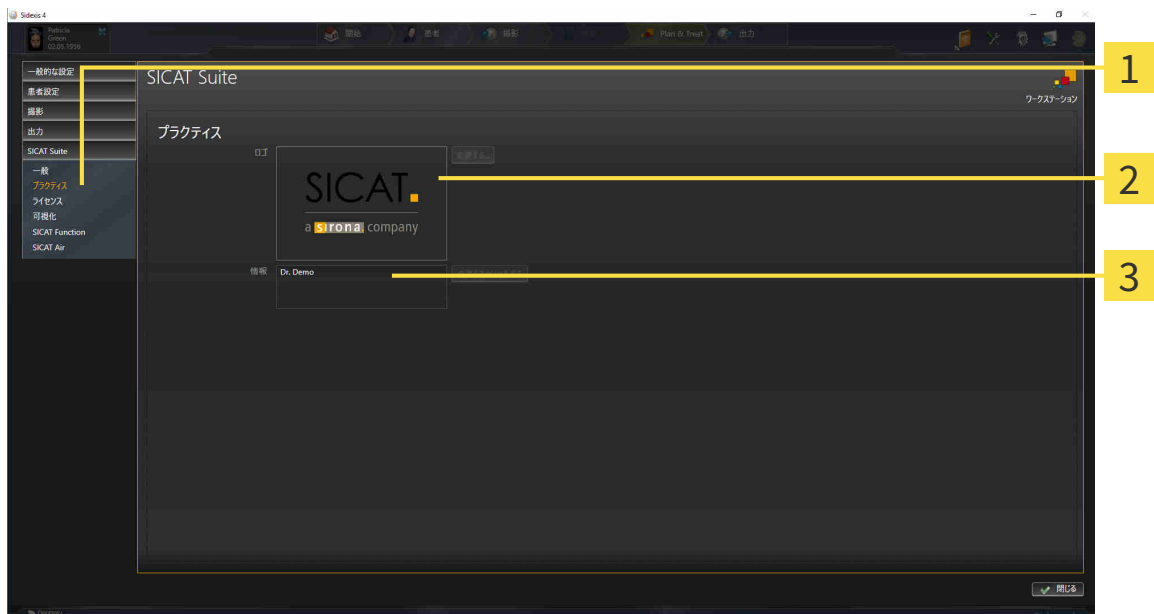 Sidexis 4
Patricia
Green
02.05.1956
開始
患者
撮影
Plan & Treat
出力
一般的な設定
患者設定
撮影
出力
SICAT Suite
一般
プラクティス
ライセンス
可視化
SICAT Function
SICAT Air
SICAT Suite
ワークステーション
プラクティス
ロゴ
変更する...
SICAT.
a sirona company
情報
Dr. Demo
閉じる
1
2
3